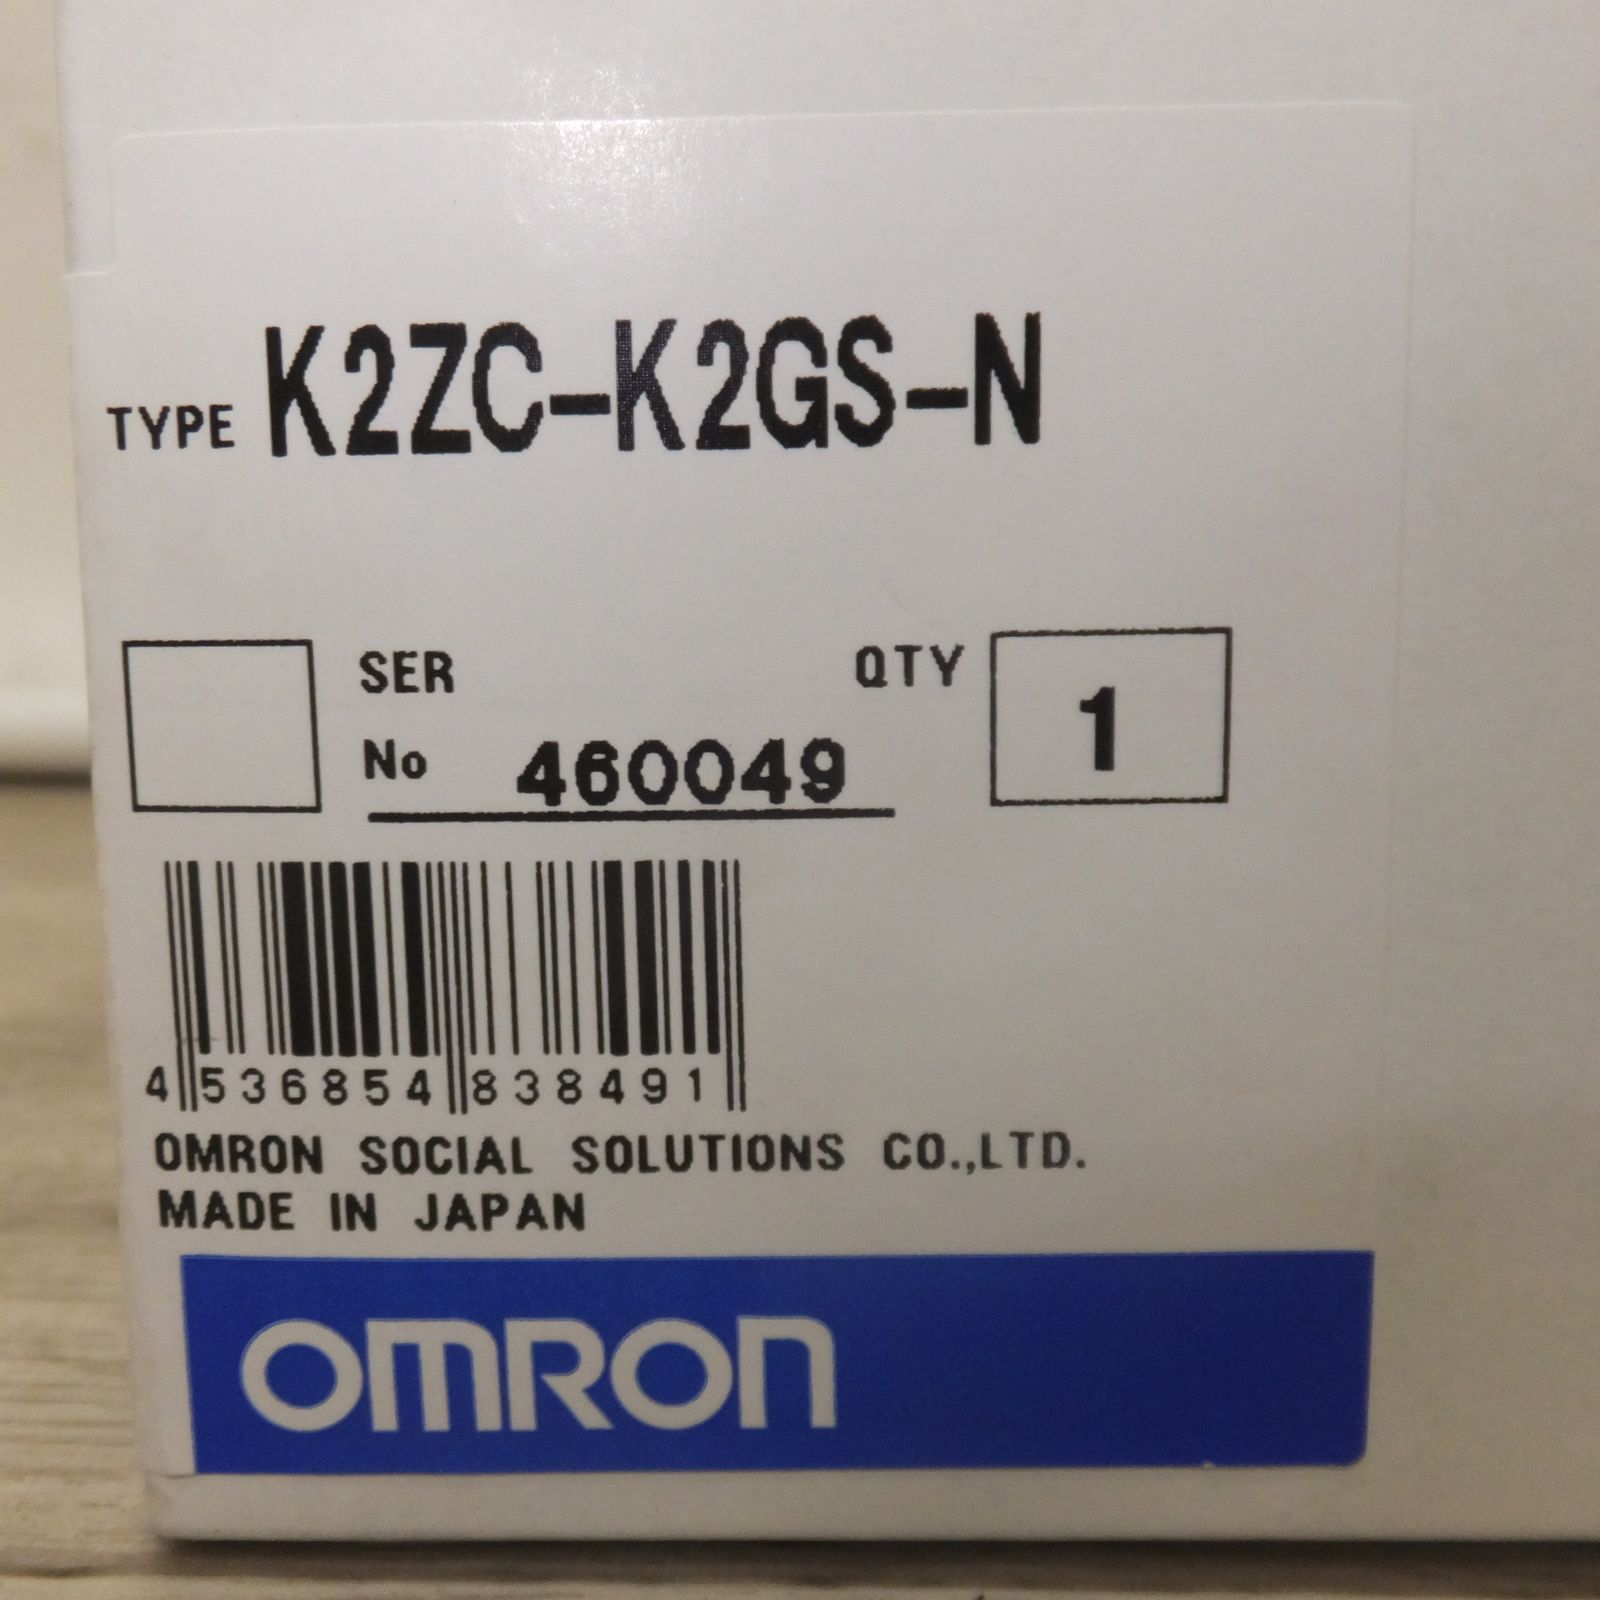 TYPE K2ZC-K2GS-N
SER QTY 1
No 460049
4 536854 838491
OMRON SOCIAL SOLUTIONS CO.,LTD.
MADE IN JAPAN
OMRON